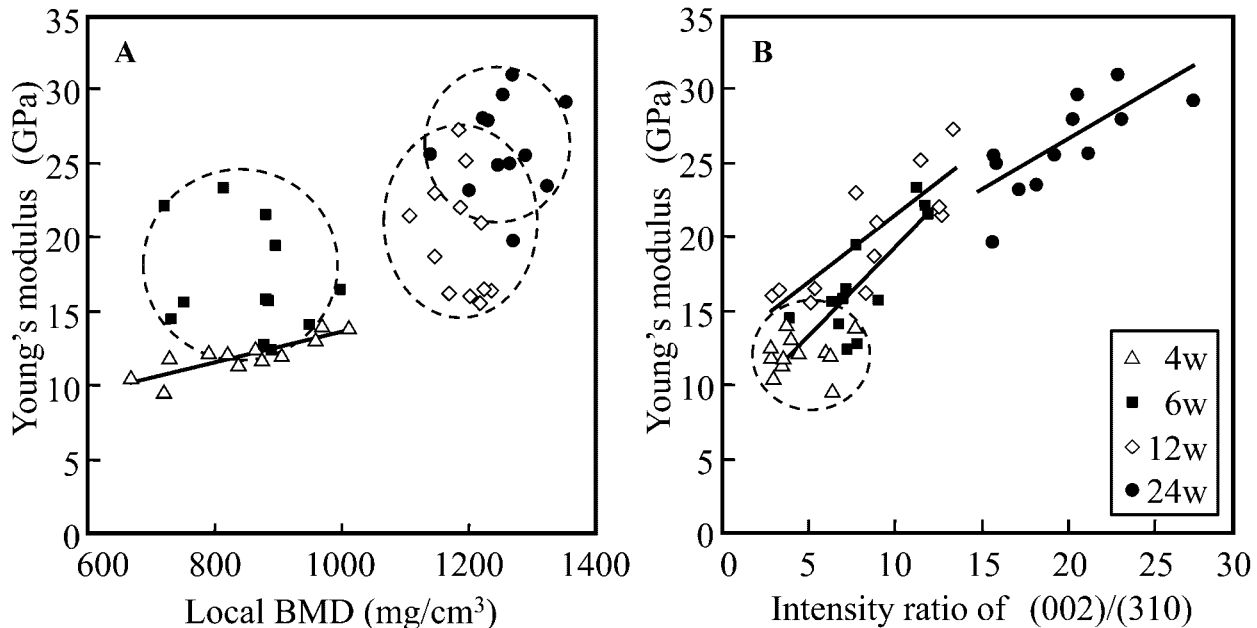 A
Young's modulus (GPa)
35
30
25
20
15
10
5
0
600
800
1000
1200
1400
Local BMD (mg/cm³)
B
Young's modulus (GPa)
35
30
25
20
15
10
5
0
0
5
10
15
20
25
30
Intensity ratio of (002)/(310)
4w
6w
12w
24w